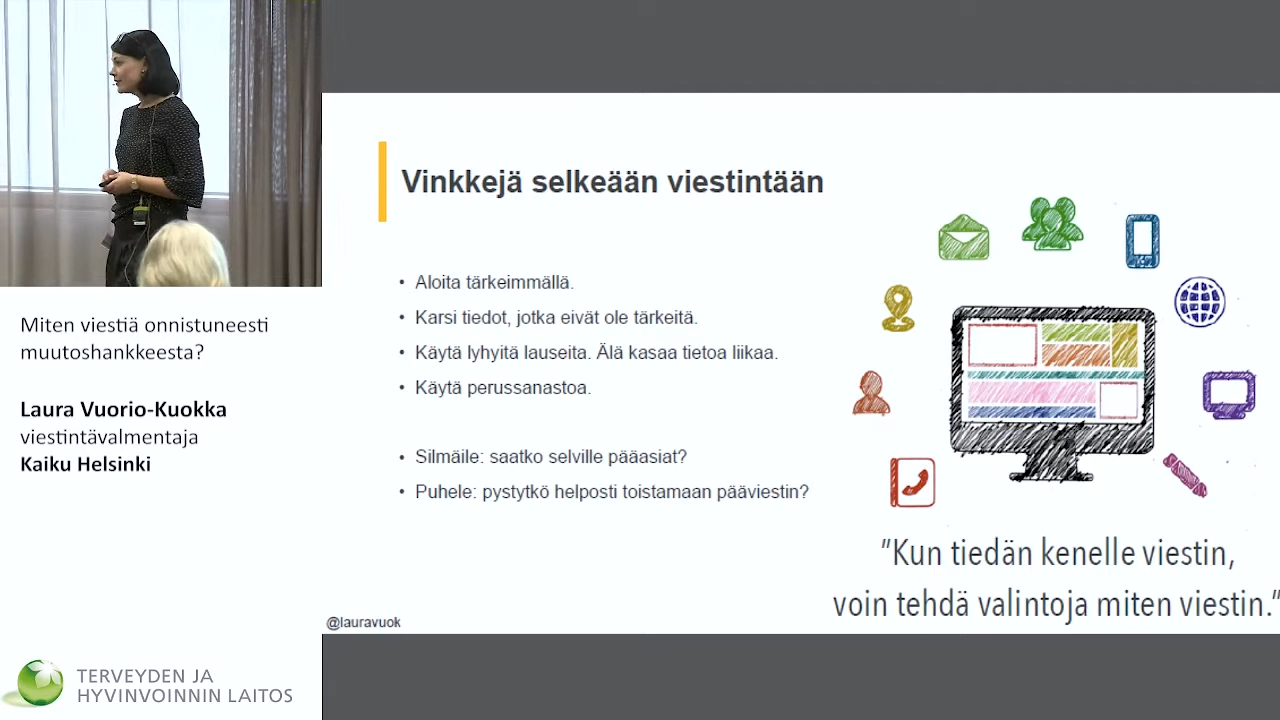 Miten viestiä onnistuneesti
muutoshankkeesta?
Laura Vuorio-Kuokka
viestintävalmentaja
Kaiku Helsinki
TERVEYDEN JA
HYVINVOINNIN LAITOS
Vinkkejä selkeään viestintään
• Aloita tärkeimmällä.
• Karsi tiedot, jotka eivät ole tärkeitä.
• Käytä lyhyitä lauseita. Älä kasaa tietoa liikaa.
• Käytä perussanastoa.
• Silmäile: saatko selville pääasiat?
• Puhele: pystytkö helposti toistamaan pääviestin?
"Kun tiedän kenelle viestin,
voin tehdä valintoja miten viestin."
@lauravuok